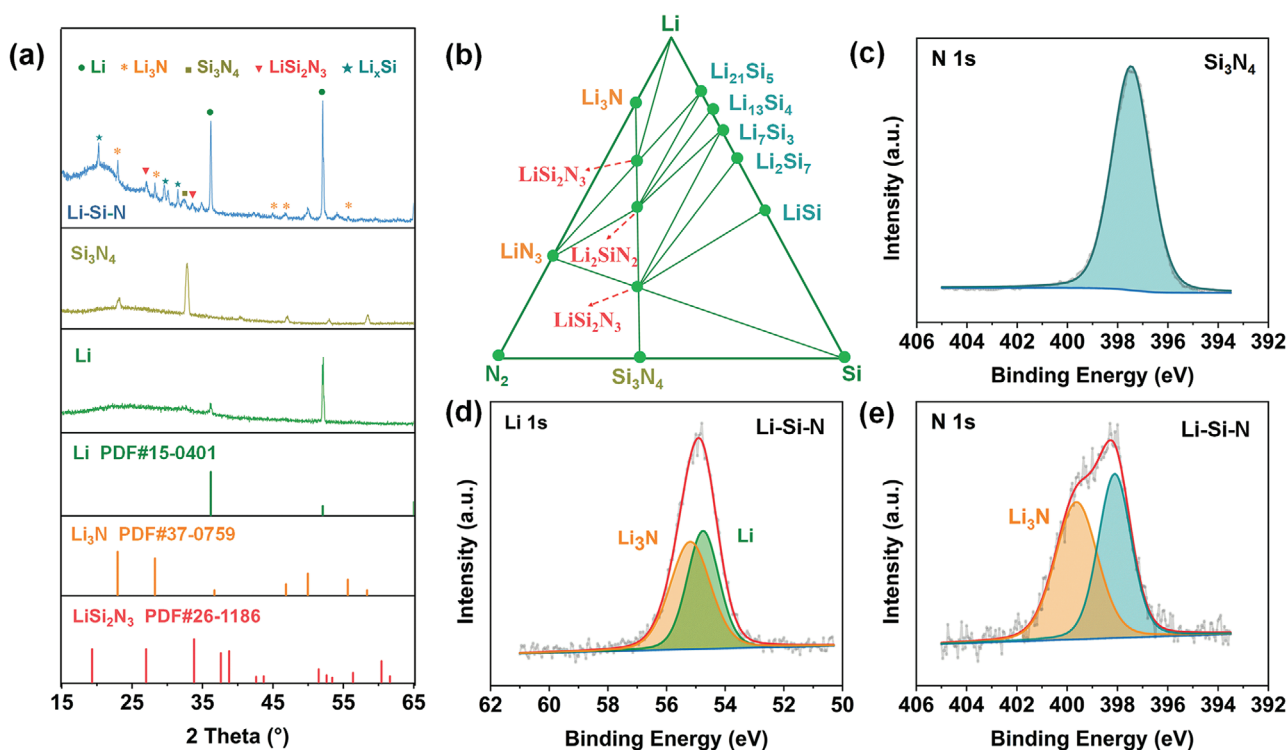 (a)
● Li * Li₃N ■ Si₃N₄ ▼ LiSi₂N₃ ★ LiₓSi
Li-Si-N
Si₃N₄
Li
Li PDF#15-0401
Li₃N PDF#37-0759
LiSi₂N₃ PDF#26-1186
15 25 35 45 55 65
2 Theta (°)
(b)
Li
Li₂₁Si₅
Li₃N
Li₁₃Si₄
Li₇Si₃
LiSi₂N₃
Li₂Si₇
LiSi
LiN₃
Li₂SiN₂
LiSi₂N₃
N₂
Si₃N₄
Si
(c)
N 1s
Si₃N₄
Intensity (a.u.)
406 404 402 400 398 396 394 392
Binding Energy (eV)
(d)
Li 1s
Li-Si-N
Li₃N
Li
Intensity (a.u.)
62 60 58 56 54 52 50
Binding Energy (eV)
(e)
N 1s
Li-Si-N
Li₃N
Intensity (a.u.)
406 404 402 400 398 396 394 392
Binding Energy (eV)